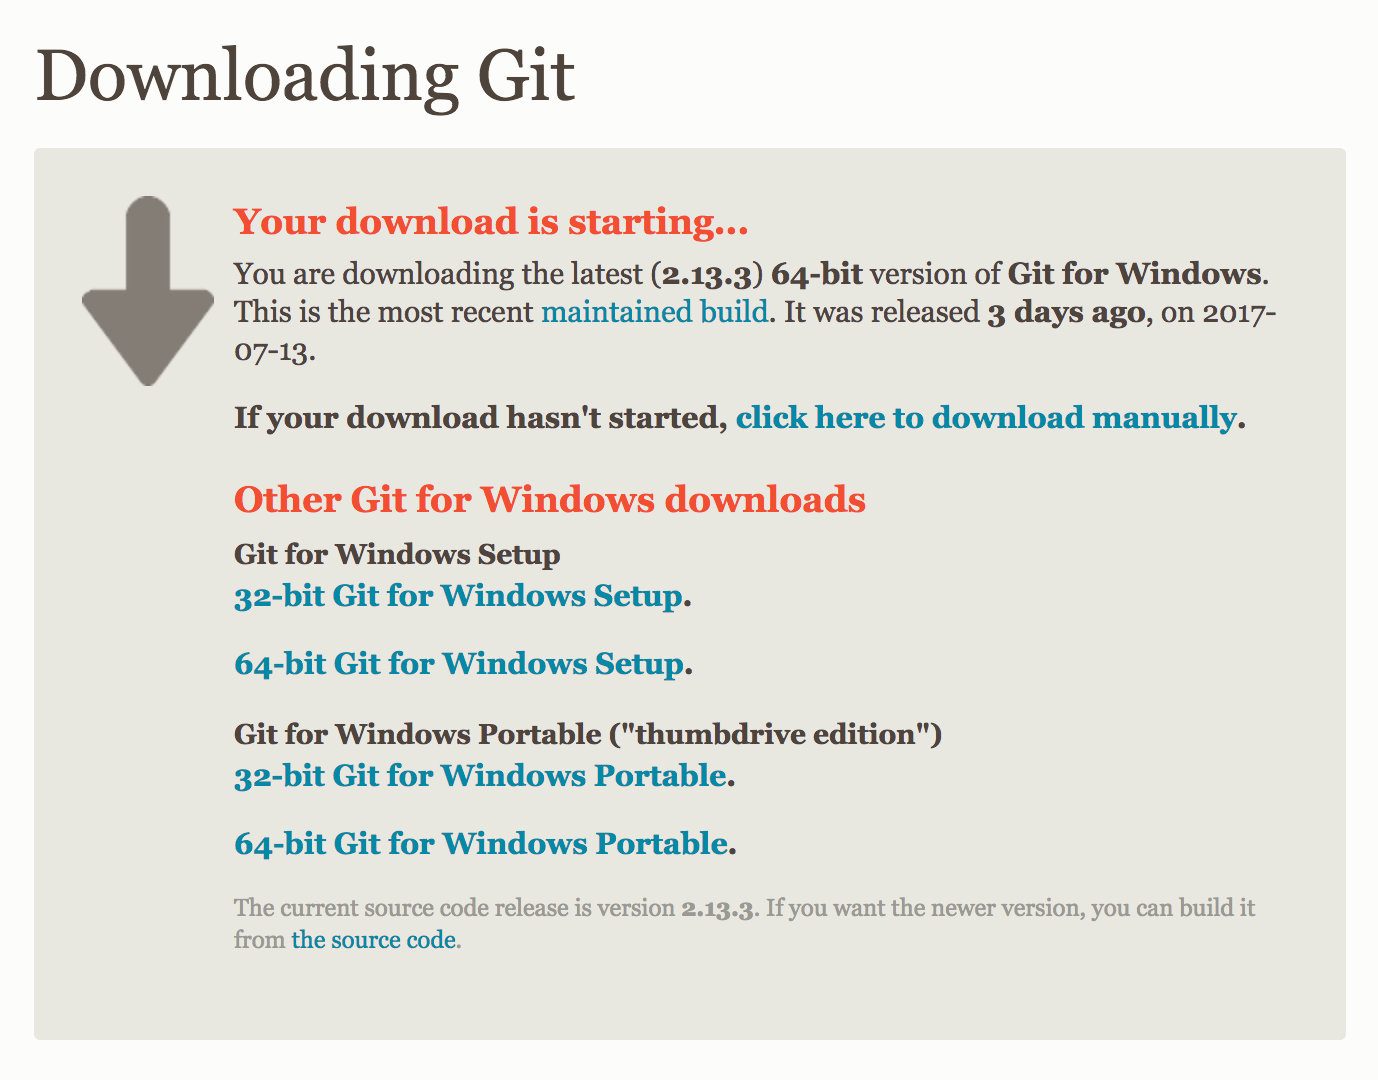 Downloading Git
Your download is starting...
You are downloading the latest (2.13.3) 64-bit version of Git for Windows.
This is the most recent maintained build. It was released 3 days ago, on 2017-
07-13.
If your download hasn't started, click here to download manually.
Other Git for Windows downloads
Git for Windows Setup
32-bit Git for Windows Setup.
64-bit Git for Windows Setup.
Git for Windows Portable ("thumbdrive edition")
32-bit Git for Windows Portable.
64-bit Git for Windows Portable.
The current source code release is version 2.13.3. If you want the newer version, you can build it
from the source code.